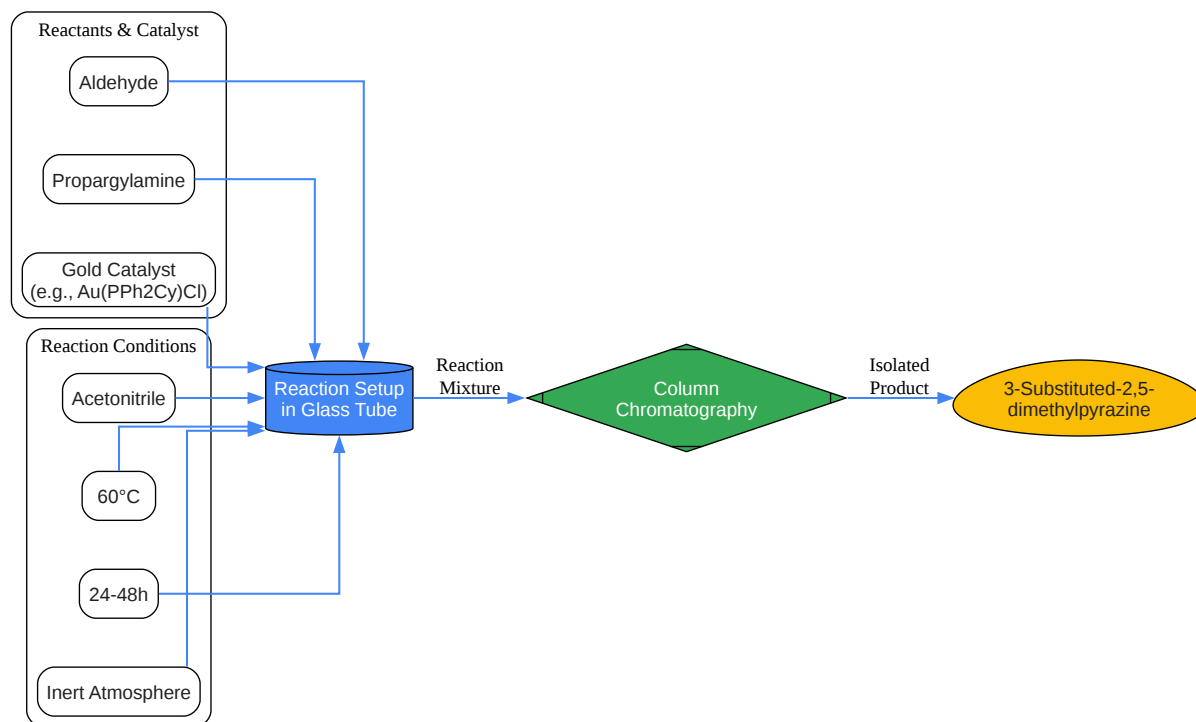 Reactants & Catalyst
Aldehyde
Propargylamine
Gold Catalyst
(e.g., Au(PPh2Cy)Cl)
Reaction Conditions
Acetonitrile
60°C
24-48h
Inert Atmosphere
Reaction Setup
in Glass Tube
Reaction
Mixture
Column
Chromatography
Isolated
Product
3-Substituted-2,5-
dimethylpyrazine